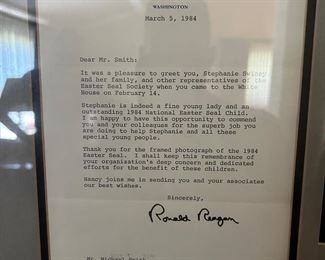 WASHINGTON
March 5, 1984
Dear Mr. Smith:
It was a pleasure to greet you, Stephanie Swiney
and her family, and other representatives of the
Easter Seal Society when you came to the White
House on February 14.
Stephanie is indeed a fine young lady and an
outstanding 1984 National Easter Seal Child.
I am happy to have this opportunity to commend
you and your colleagues for the superb job you
are doing to help Stephanie and all these
special young people.
Thank you for the framed photograph of the 1984
Easter Seal. I shall keep this remembrance of
your organization's deep concern and dedicated
efforts for the benefit of these children.
Nancy joins me in sending you and your associates
our best wishes.
Sincerely,
Ronald Reagan
Mr. Michael Smith